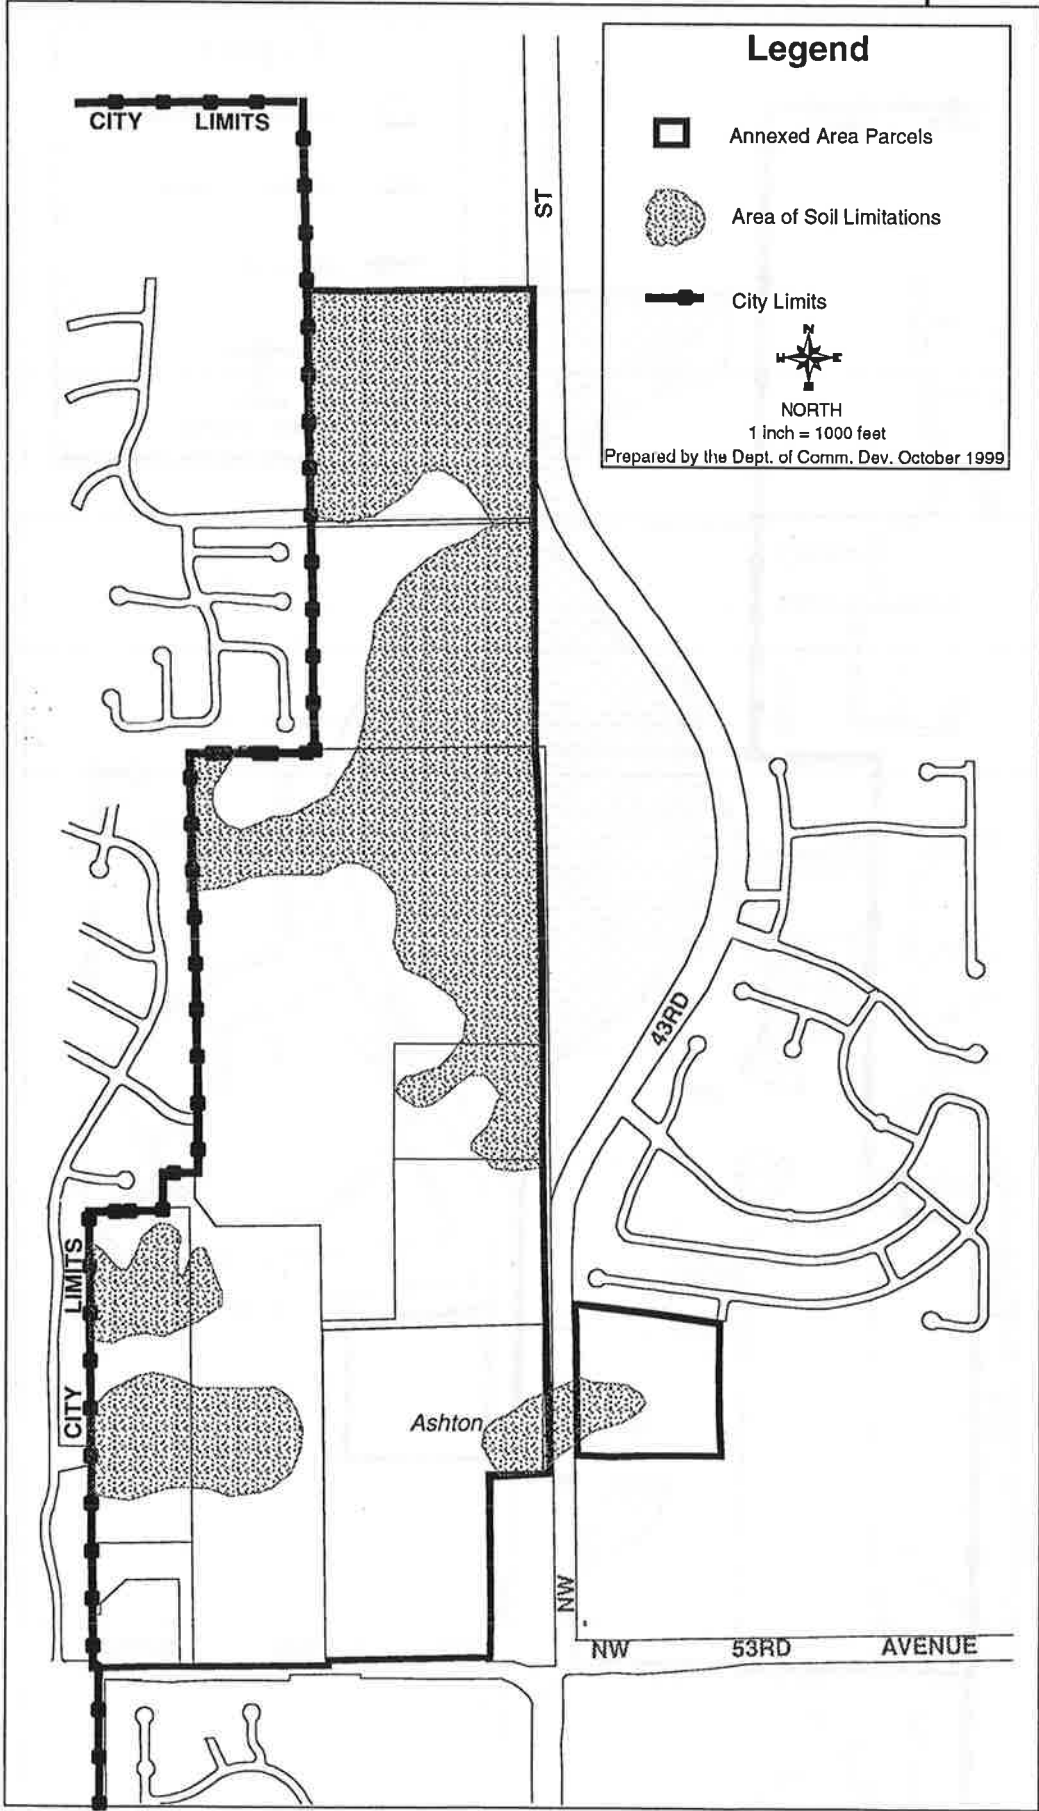 Legend
Annexed Area Parcels
Area of Soil Limitations
City Limits
N
W E
NORTH
1 inch = 1000 feet
Prepared by the Dept. of Comm. Dev. October 1999
CITY LIMITS
ST
43RD
CITY LIMITS
Ashton
NW
NW 53RD AVENUE